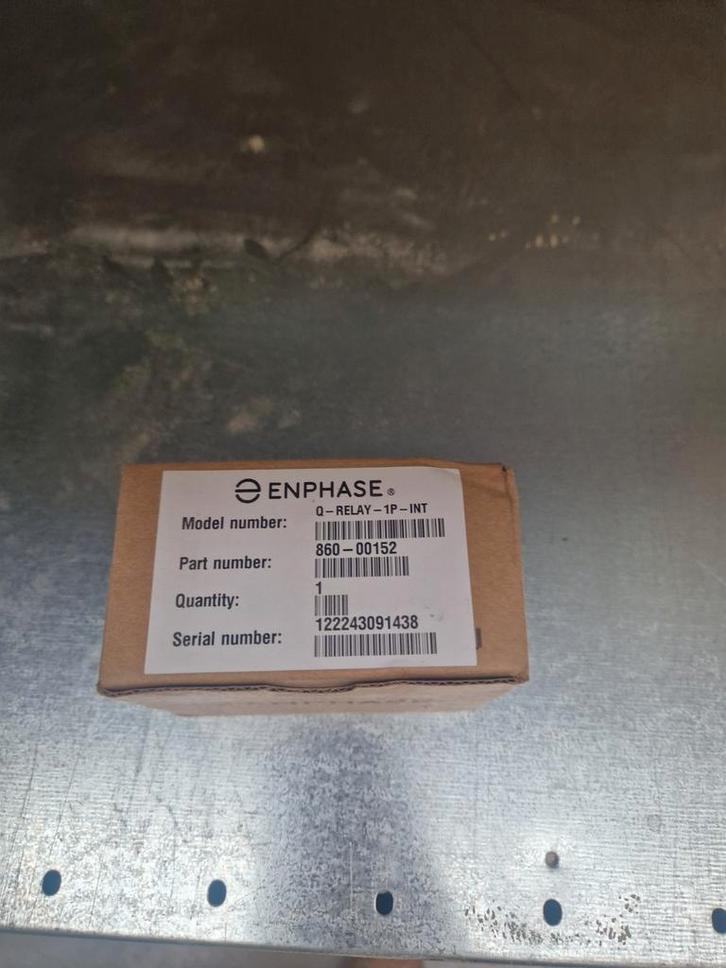 ENPHASE®
Model number: Q-RELAY-1P-INT
Part number: 860-00152
Quantity: 1
Serial number: 122243091438